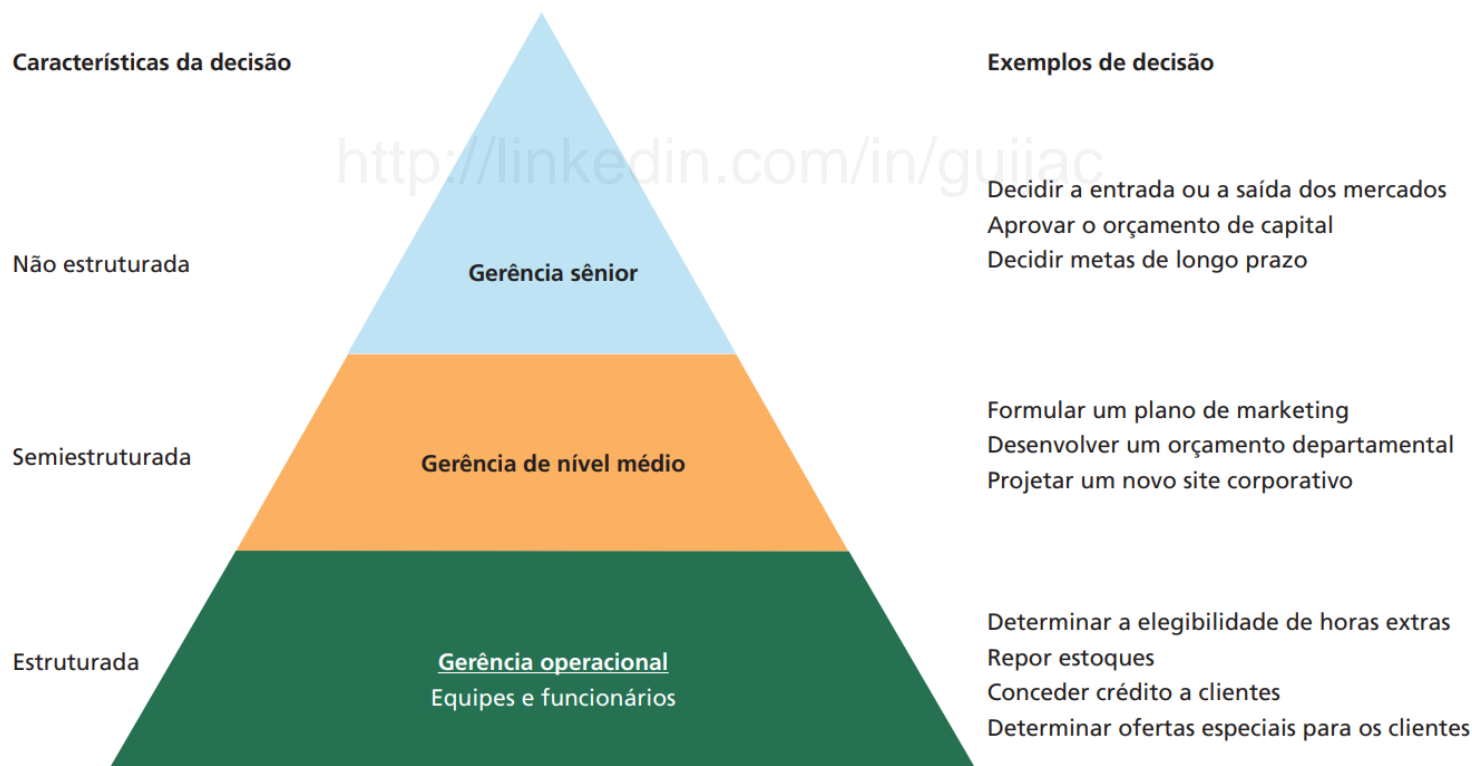 Características da decisão
Exemplos de decisão
http://linkedin.com/in/guijac
Decidir a entrada ou a saída dos mercados
Aprovar o orçamento de capital
Decidir metas de longo prazo
Não estruturada
Gerência sênior
Formular um plano de marketing
Desenvolver um orçamento departamental
Projetar um novo site corporativo
Semiestruturada
Gerência de nível médio
Determinar a elegibilidade de horas extras
Repor estoques
Conceder crédito a clientes
Determinar ofertas especiais para os clientes
Estruturada
Gerência operacional
Equipes e funcionários